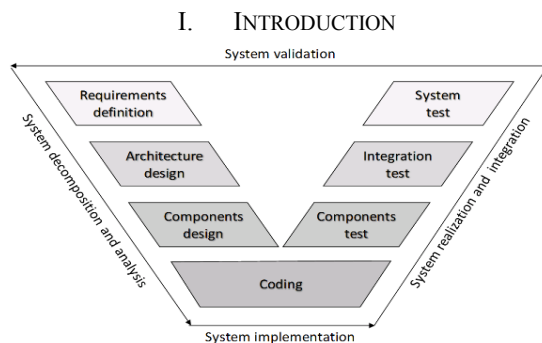 I. INTRODUCTION
System validation
Requirements
definition
System
test
System decomposition and analysis
Architecture
design
Integration
test
System realization and integration
Components
design
Components
test
Coding
System implementation